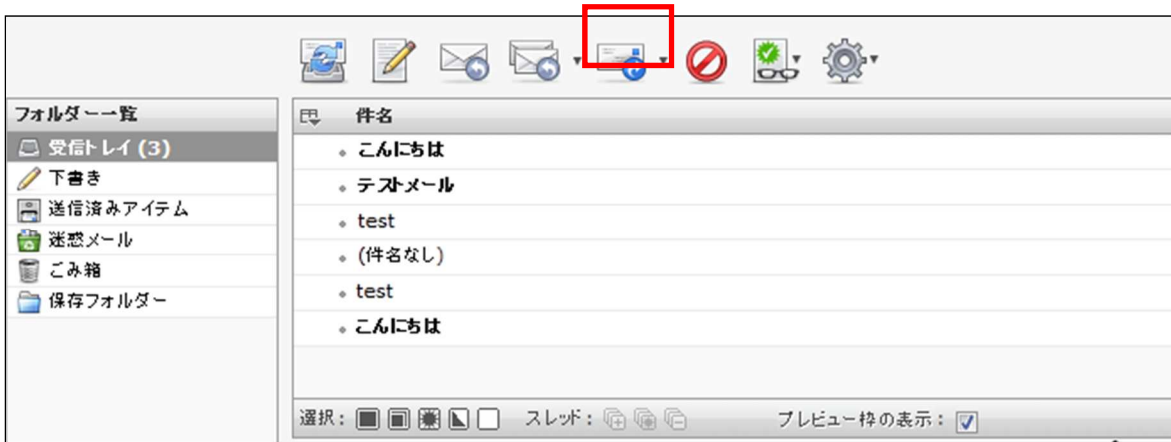 フォルダー一覧
受信トレイ (3)
下書き
送信済みアイテム
迷惑メール
ごみ箱
保存フォルダー
件名
こんにちは
テストメール
test
(件名なし)
test
こんにちは
選択: スレッド: プレビュー枠の表示: